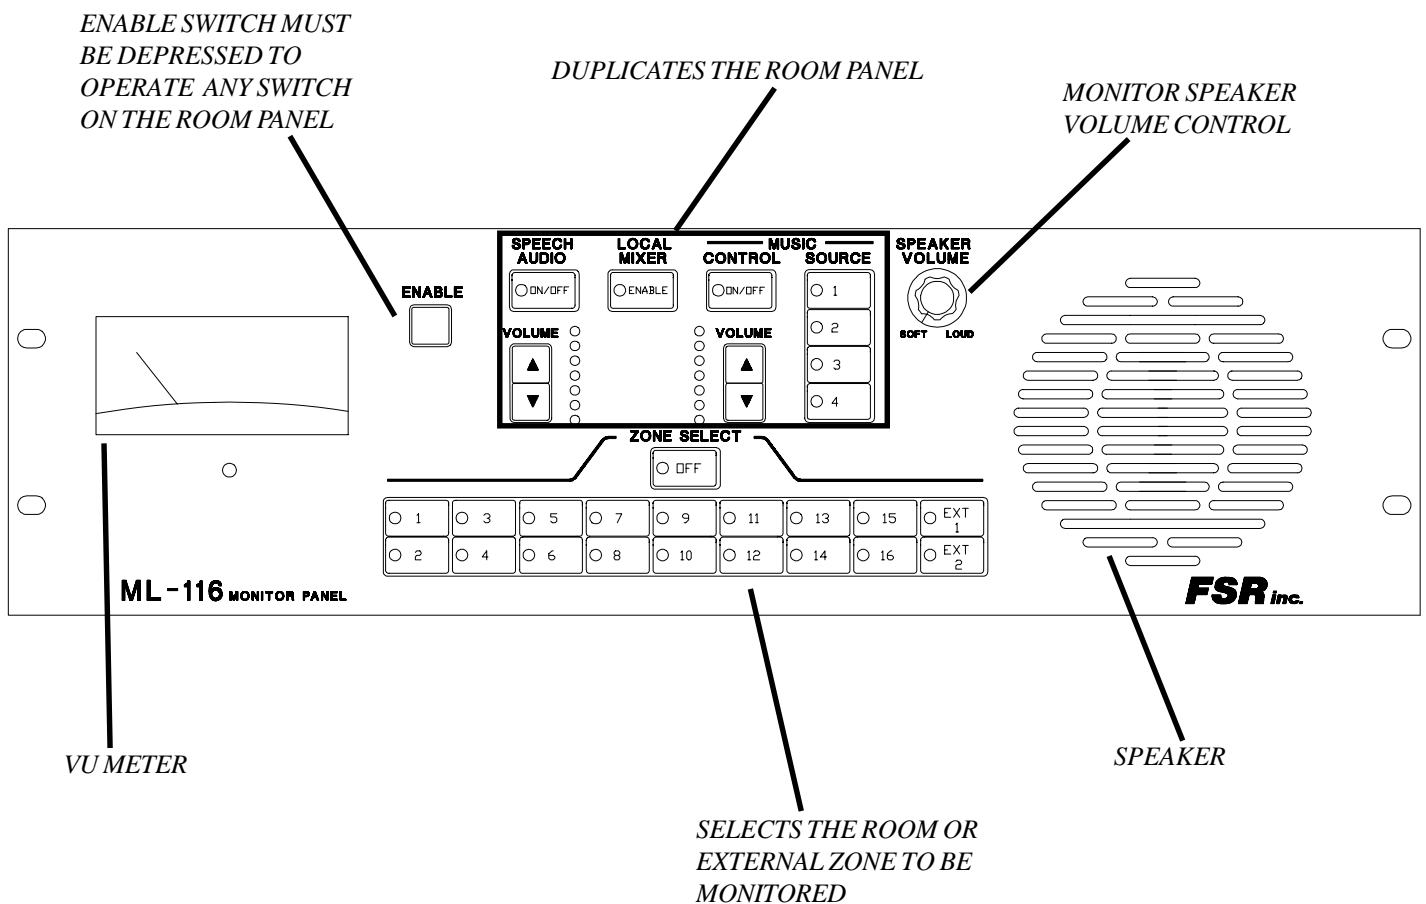 ENABLE SWITCH MUST
BE DEPRESSED TO
OPERATE ANY SWITCH
ON THE ROOM PANEL
DUPLICATES THE ROOM PANEL
MONITOR SPEAKER
VOLUME CONTROL
ENABLE
SPEECH
AUDIO
ON/OFF
VOLUME
LOCAL
MIXER
ENABLE
MUSIC
CONTROL
ON/OFF
VOLUME
SOURCE
1
2
3
4
SPEAKER
VOLUME
SOFT LOUD
ZONE SELECT
OFF
1 3 5 7 9 11 13 15 EXT 1
2 4 6 8 10 12 14 16 EXT 2
ML-116 MONITOR PANEL
FSR inc.
VU METER
SPEAKER
SELECTS THE ROOM OR
EXTERNAL ZONE TO BE
MONITORED